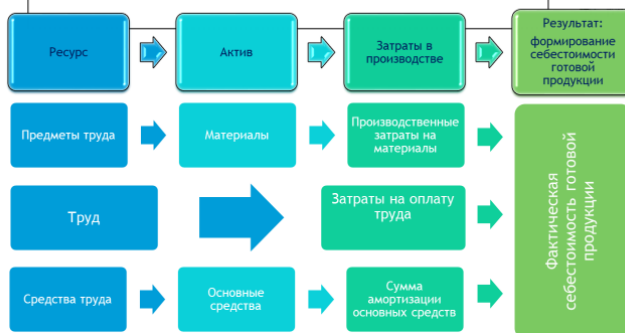 Ресурс
Актив
Затраты в
производстве
Результат:
формирование
себестоимости
готовой
продукции
Предметы труда
Материалы
Производственные
затраты на
материалы
Труд
Затраты на оплату
труда
Средства труда
Основные
средства
Сумма
амортизации
основных средств
Фактическая
себестоимость готовой
продукции